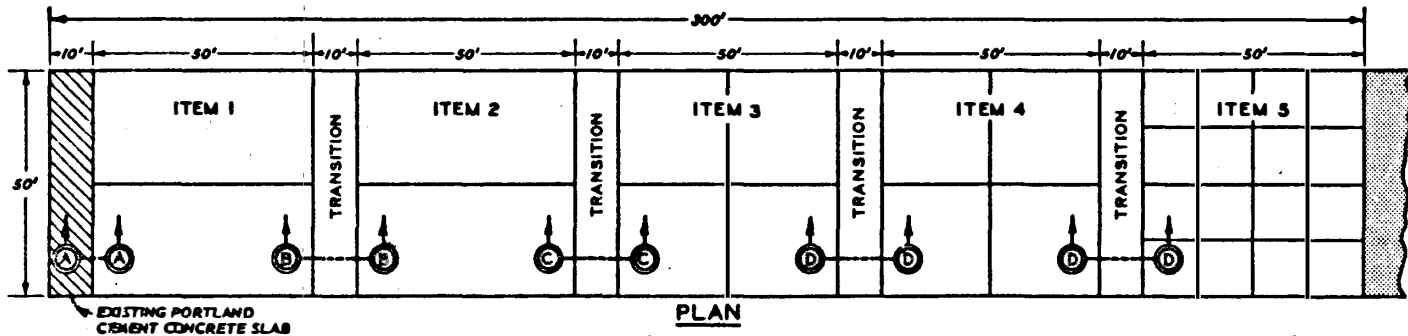 300'
10' 50' 10' 50' 10' 50' 10' 50' 10' 50'
ITEM 1 TRANSITION ITEM 2 TRANSITION ITEM 3 TRANSITION ITEM 4 TRANSITION ITEM 5
50'
A A B B C C D D D D
EXISTING PORTLAND
CEMENT CONCRETE SLAB
PLAN